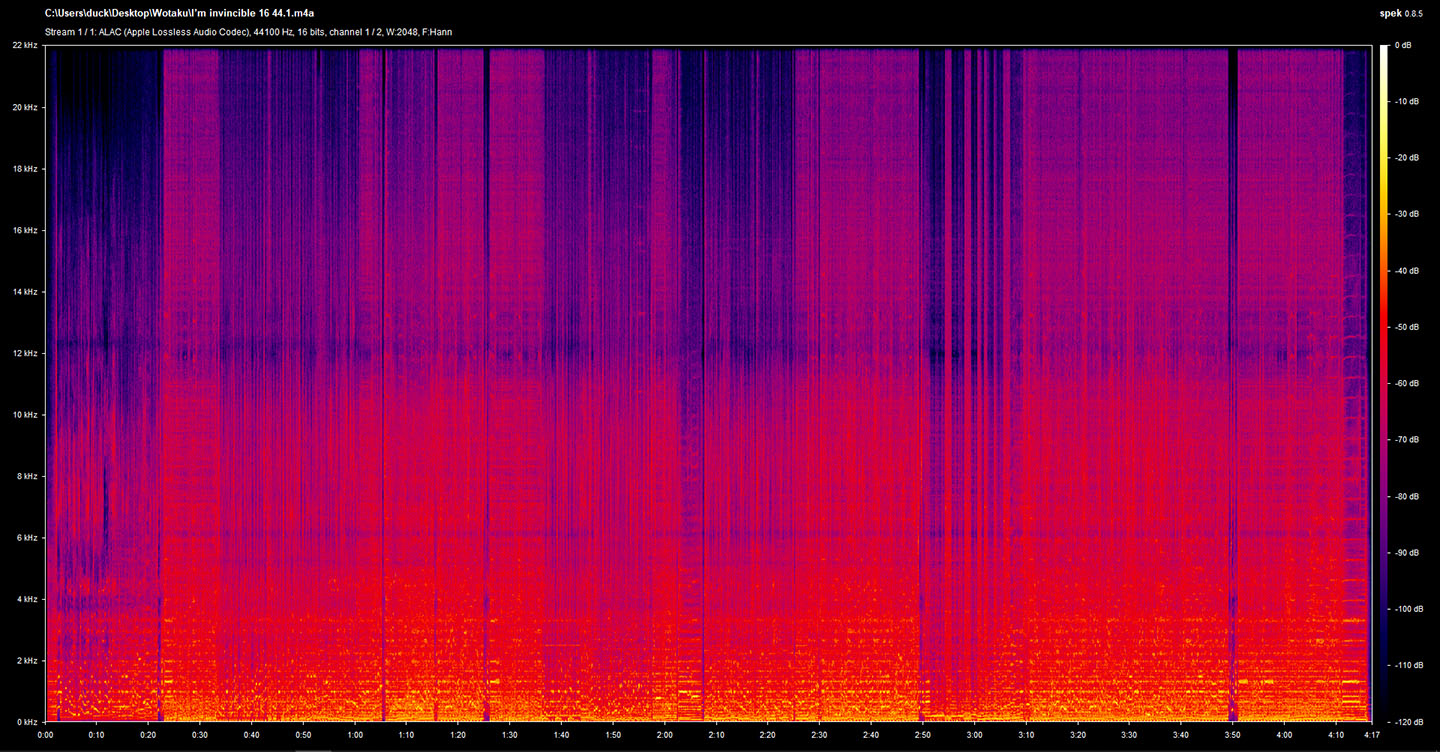 C:\Users\duck\Desktop\Wotaku\I'm invincible 16 44.1.m4a
spek 0.8.5
Stream 1 / 1: ALAC (Apple Lossless Audio Codec), 44100 Hz, 16 bits, channel 1 / 2, W:2048, F:Hann
22 kHz
20 kHz
18 kHz
16 kHz
14 kHz
12 kHz
10 kHz
8 kHz
6 kHz
4 kHz
2 kHz
0 kHz
0 dB
-10 dB
-20 dB
-30 dB
-40 dB
-50 dB
-60 dB
-70 dB
-80 dB
-90 dB
-100 dB
-110 dB
-120 dB
0:00 0:10 0:20 0:30 0:40 0:50 1:00 1:10 1:20 1:30 1:40 1:50 2:00 2:10 2:20 2:30 2:40 2:50 3:00 3:10 3:20 3:30 3:40 3:50 4:00 4:10 4:17